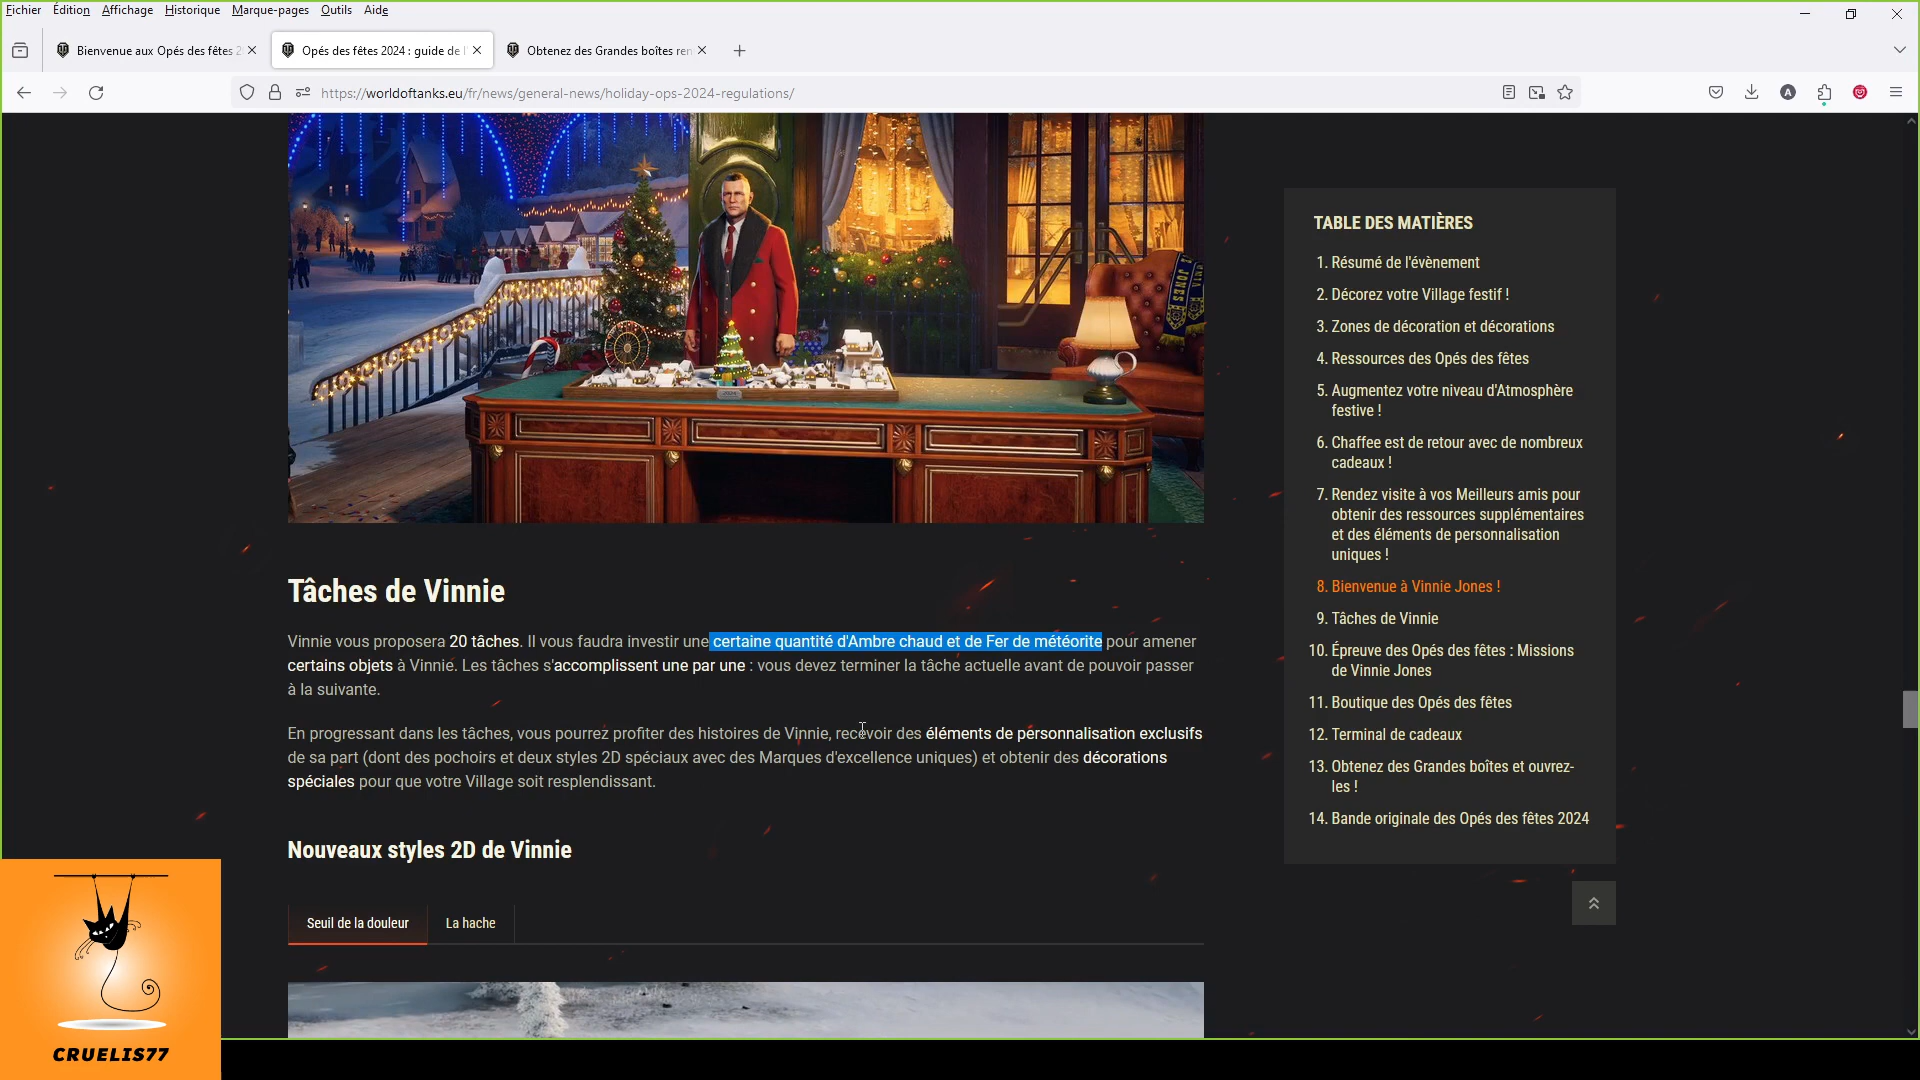 Fichier Édition Affichage Historique Marque-pages Outils Aide
Bienvenue aux Opés des fêtes 2
Opés des fêtes 2024 : guide de l'
Obtenez des Grandes boîtes ren
https://worldoftanks.eu/fr/news/general-news/holiday-ops-2024-regulations/
TABLE DES MATIÈRES
1. Résumé de l'évènement
2. Décorez votre Village festif !
3. Zones de décoration et décorations
4. Ressources des Opés des fêtes
5. Augmentez votre niveau d'Atmosphère
festive !
6. Chaffee est de retour avec de nombreux
cadeaux !
7. Rendez visite à vos Meilleurs amis pour
obtenir des ressources supplémentaires
et des éléments de personnalisation
uniques !
8. Bienvenue à Vinnie Jones !
9. Tâches de Vinnie
10. Épreuve des Opés des fêtes : Missions
de Vinnie Jones
11. Boutique des Opés des fêtes
12. Terminal de cadeaux
13. Obtenez des Grandes boîtes et ouvrez-
les !
14. Bande originale des Opés des fêtes 2024
Tâches de Vinnie
Vinnie vous proposera 20 tâches. Il vous faudra investir une certaine quantité d'Ambre chaud et de Fer de météorite pour amener
certains objets à Vinnie. Les tâches s'accomplissent une par une : vous devez terminer la tâche actuelle avant de pouvoir passer
à la suivante.
En progressant dans les tâches, vous pourrez profiter des histoires de Vinnie, recevoir des éléments de personnalisation exclusifs
de sa part (dont des pochoirs et deux styles 2D spéciaux avec des Marques d'excellence uniques) et obtenir des décorations
spéciales pour que votre Village soit resplendissant.
Nouveaux styles 2D de Vinnie
Seuil de la douleur La hache
CRUELIS77